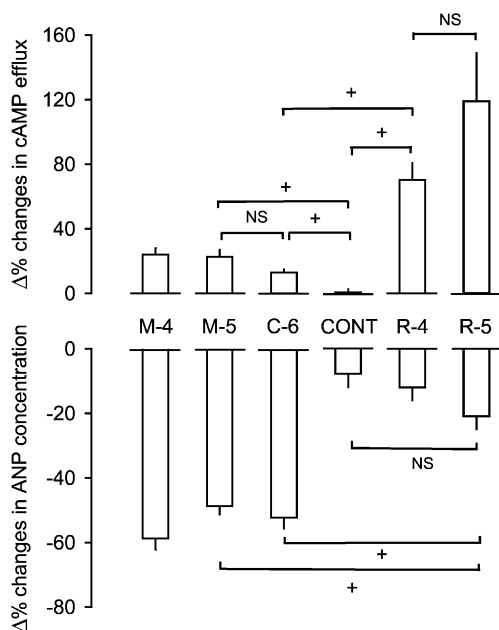 NS
160
+
120
+
80
+
NS
+
40
0
Δ% changes in cAMP efflux
M-4 M-5 C-6 CONT R-4 R-5
0
-20
NS
-40
+
-60
+
-80
Δ% changes in ANP concentration